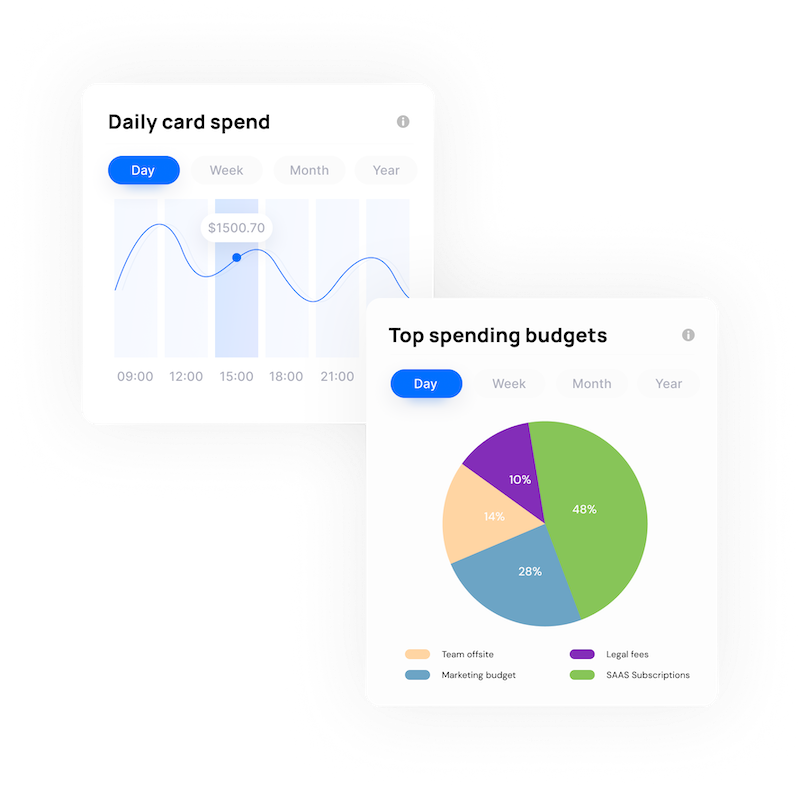 Daily card spend
Day Week Month Year
$1500.70
09:00 12:00 15:00 18:00 21:00
Top spending budgets
Day Week Month Year
10%
48%
14%
28%
Team offsite Legal fees
Marketing budget SAAS Subscriptions